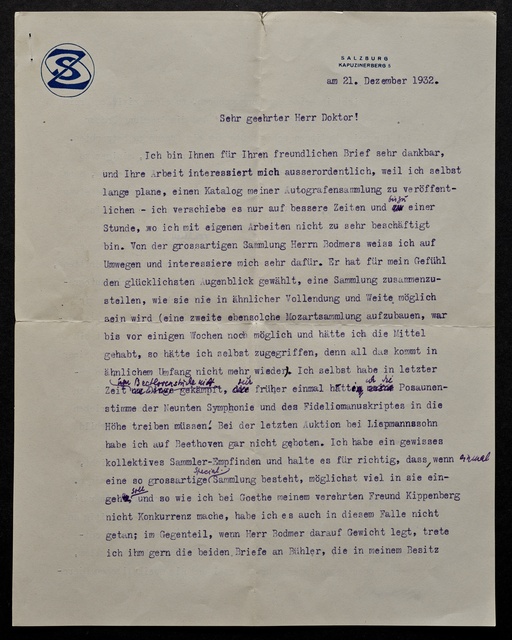 SZ
SALZBURG
KAPUZINERBERG 5
am 21. Dezember 1932.
Sehr geehrter Herr Doktor!
Ich bin Ihnen für Ihren freundlichen Brief sehr dankbar,
und Ihre Arbeit interessiert mich ausserordentlich, weil ich selbst
lange plane, einen Katalog meiner Autografensammlung zu veröffent-
lichen - ich verschiebe es nur auf bessere Zeiten und einer
Stunde, wo ich mit eigenen Arbeiten nicht zu sehr beschäftigt
bin. Von der grossartigen Sammlung Herrn Bodmers weiss ich auf
Umwegen und interessiere mich sehr dafür. Er hat für mein Gefühl
den glücklichsten Augenblick gewählt, eine Sammlung zusammenzu-
stellen, wie sie nie in ähnlicher Vollendung und Weite möglich
sein wird (eine zweite ebensolche Mozartsammlung aufzubauen, war
bis vor einigen Wochen noch möglich und hätte ich die Mittel
gehabt, so hätte ich selbst zugegriffen, denn all das kommt in
ähnlichem Umfang nicht mehr wieder). Ich selbst habe in letzter
Zeit um Beethovenstücke nicht gekämpft, früher einmal ich die Posaunen-
stimme der Neunten Symphonie und des Fideliomanuskriptes in die
Höhe treiben müssen. Bei der letzten Auktion bei Liepmannssohn
habe ich auf Beethoven gar nicht geboten. Ich habe ein gewisses
kollektives Sammler-Empfinden und halte es für richtig, dass, wenn einmal
eine so grossartige Special-Sammlung besteht, möglichst viel in sie ein-
gehn soll und so wie ich bei Goethe meinem verehrten Freund Kippenberg
nicht Konkurrenz mache, habe ich es auch in diesem Falle nicht
getan; im Gegenteil, wenn Herr Bodmer darauf Gewicht legt, trete
ich ihm gern die beiden Briefe an Bühler, die in meinem Besitz